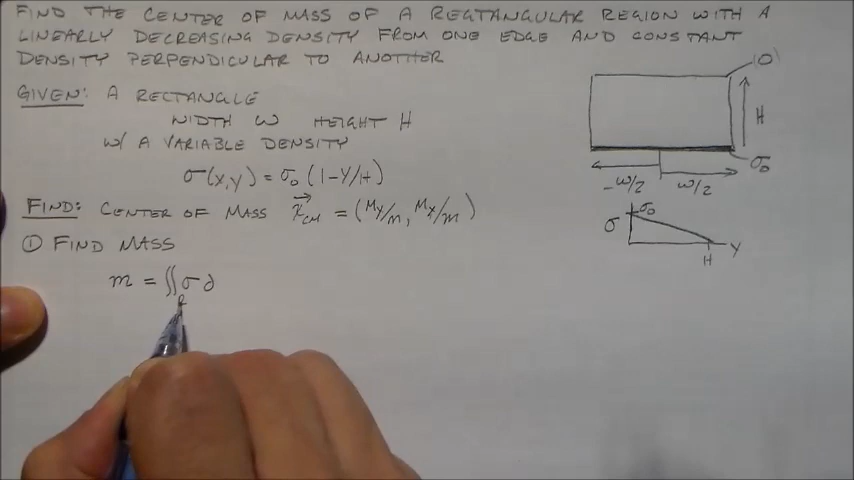 FIND THE CENTER OF MASS OF A RECTANGULAR REGION WITH A
LINEARLY DECREASING DENSITY FROM ONE EDGE AND CONSTANT
DENSITY PERPENDICULAR TO ANOTHER
GIVEN: A RECTANGLE
WIDTH W HEIGHT H
W/ A VARIABLE DENSITY
σ(x,y) = σ₀ (1-Y/H)
FIND: CENTER OF MASS x⃗cm = (My/m, Mx/m)
① FIND MASS
m = ∬ σ d
(0)
H
σ₀
-W/2 W/2
σ σ₀
H Y